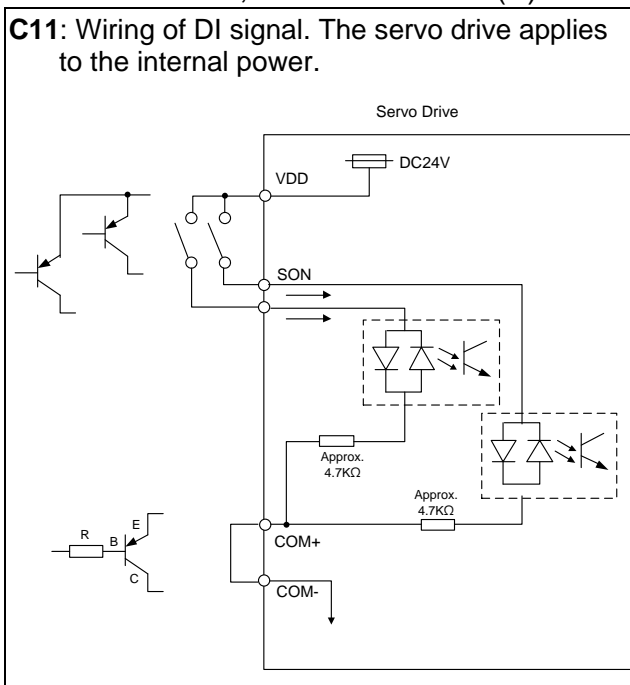 C11: Wiring of DI signal. The servo drive applies
to the internal power.
Servo Drive
DC24V
VDD
SON
Approx.
4.7KΩ
Approx.
4.7KΩ
R
B
E
C
COM+
COM-